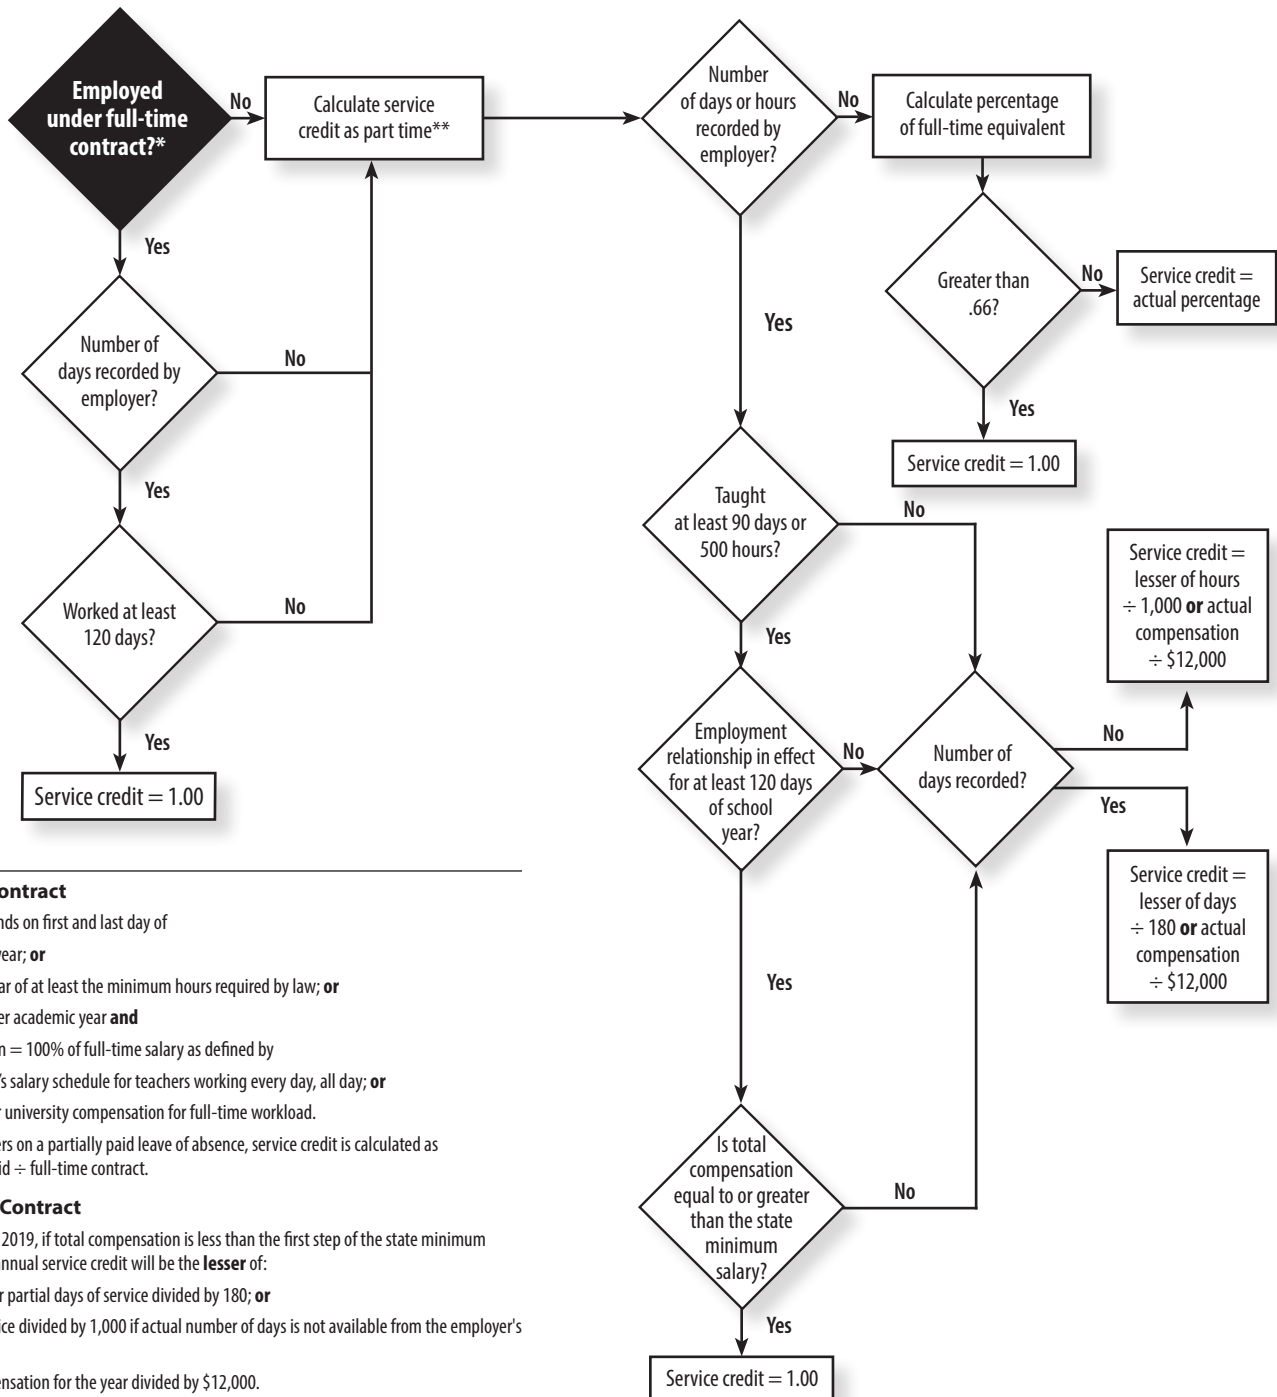 Employed
under full-time
contract?*
No
Calculate service
credit as part time**
Yes
Number of
days recorded by
employer?
No
Yes
Worked at least
120 days?
No
Yes
Service credit = 1.00
Number
of days or hours
recorded by
employer?
No
Calculate percentage
of full-time equivalent
Greater than
.66?
No
Service credit =
actual percentage
Yes
Service credit = 1.00
Yes
Taught
at least 90 days or
500 hours?
No
Yes
Employment
relationship in effect
for at least 120 days
of school
year?
No
Number of
days recorded?
No
Service credit =
lesser of hours
÷ 1,000 or actual
compensation
÷ $12,000
Yes
Service credit =
lesser of days
÷ 180 or actual
compensation
÷ $12,000
Yes
Is total
compensation
equal to or greater
than the state
minimum
salary?
No
Yes
Service credit = 1.00
ontract
nds on first and last day of
year; or
ar of at least the minimum hours required by law; or
er academic year and
n = 100% of full-time salary as defined by
's salary schedule for teachers working every day, all day; or
r university compensation for full-time workload.
ers on a partially paid leave of absence, service credit is calculated as
id ÷ full-time contract.
Contract
2019, if total compensation is less than the first step of the state minimum
annual service credit will be the lesser of:
r partial days of service divided by 180; or
ice divided by 1,000 if actual number of days is not available from the employer's
ensation for the year divided by $12,000.